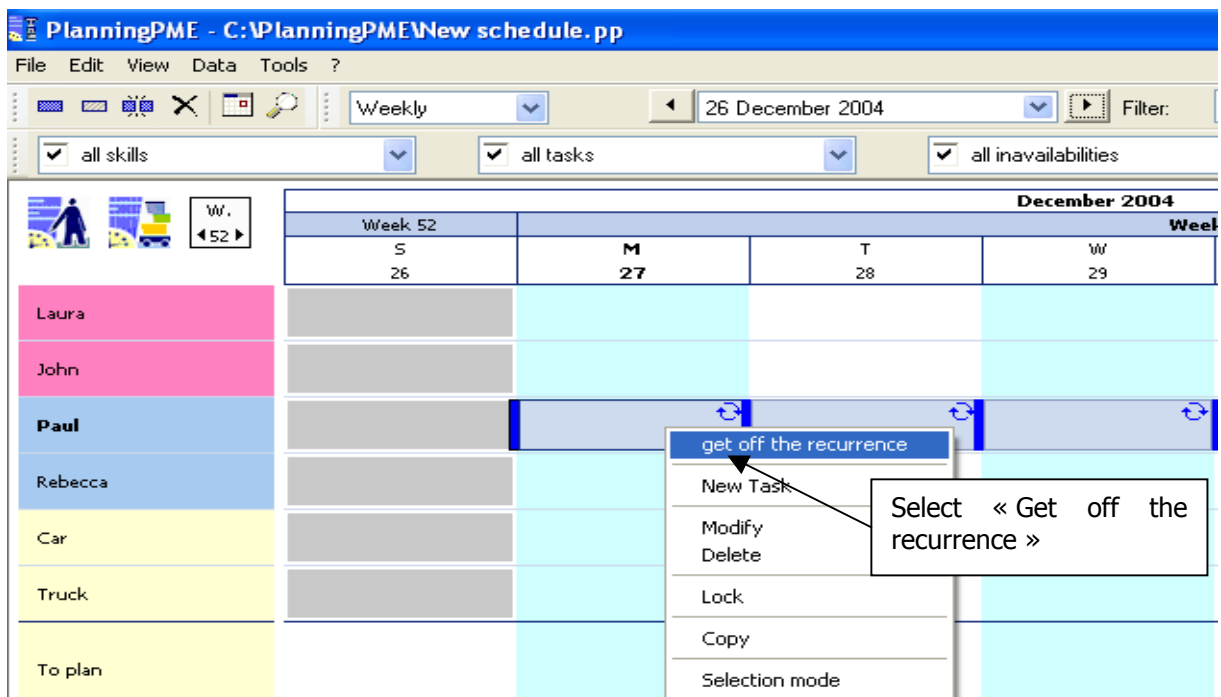 PlanningPME - C:\PlanningPME\New schedule.pp
File Edit View Data Tools ?
Weekly 26 December 2004 Filter:
all skills all tasks all inavailabilities
W.
52
December 2004
Week 52 Week
S M T W
26 27 28 29
Laura
John
Paul
Rebecca
Car
Truck
To plan
get off the recurrence
New Task
Modify
Delete
Lock
Copy
Selection mode
Select « Get off the
recurrence »